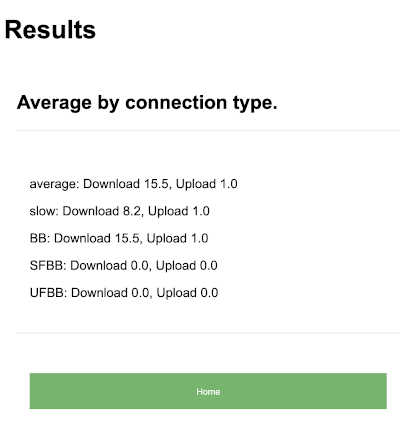 Results
Average by connection type.
average: Download 15.5, Upload 1.0
slow: Download 8.2, Upload 1.0
BB: Download 15.5, Upload 1.0
SFBB: Download 0.0, Upload 0.0
UFBB: Download 0.0, Upload 0.0
Home